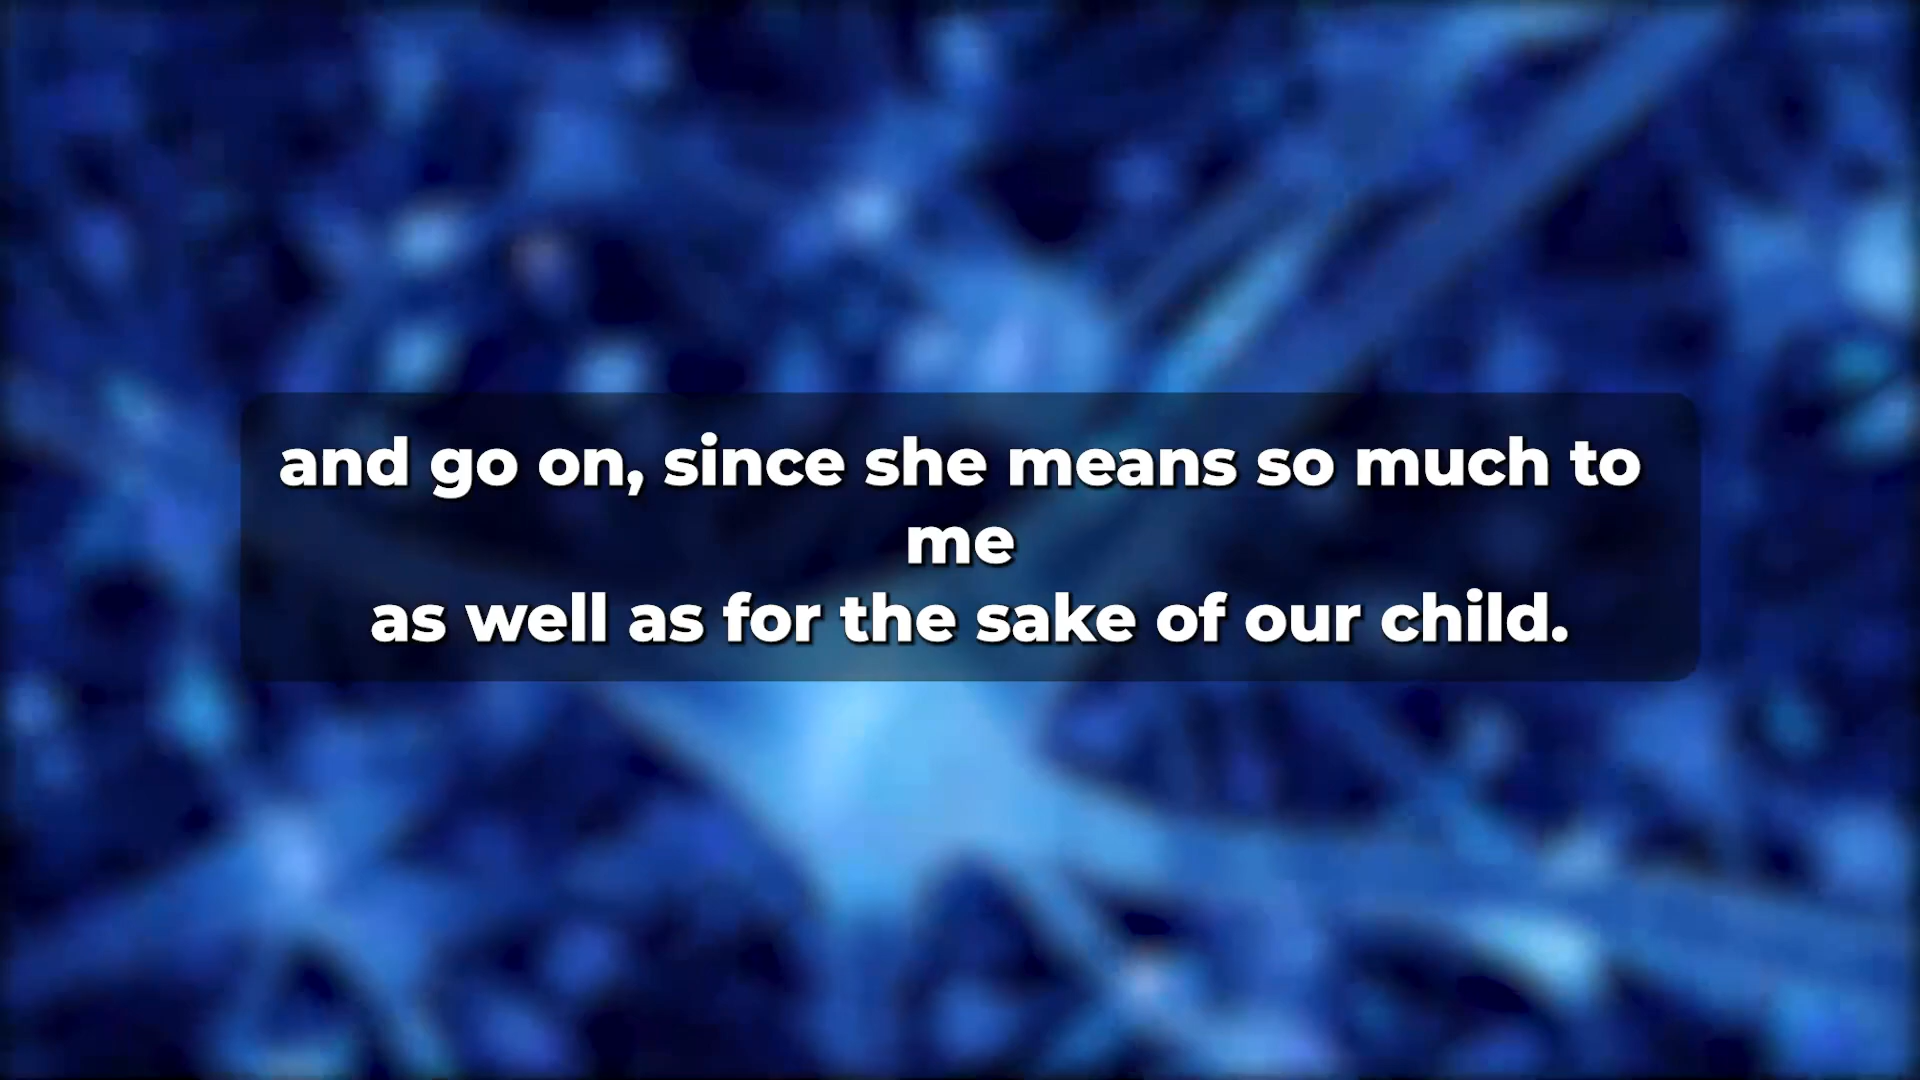 and go on, since she means so much to
me
as well as for the sake of our child.